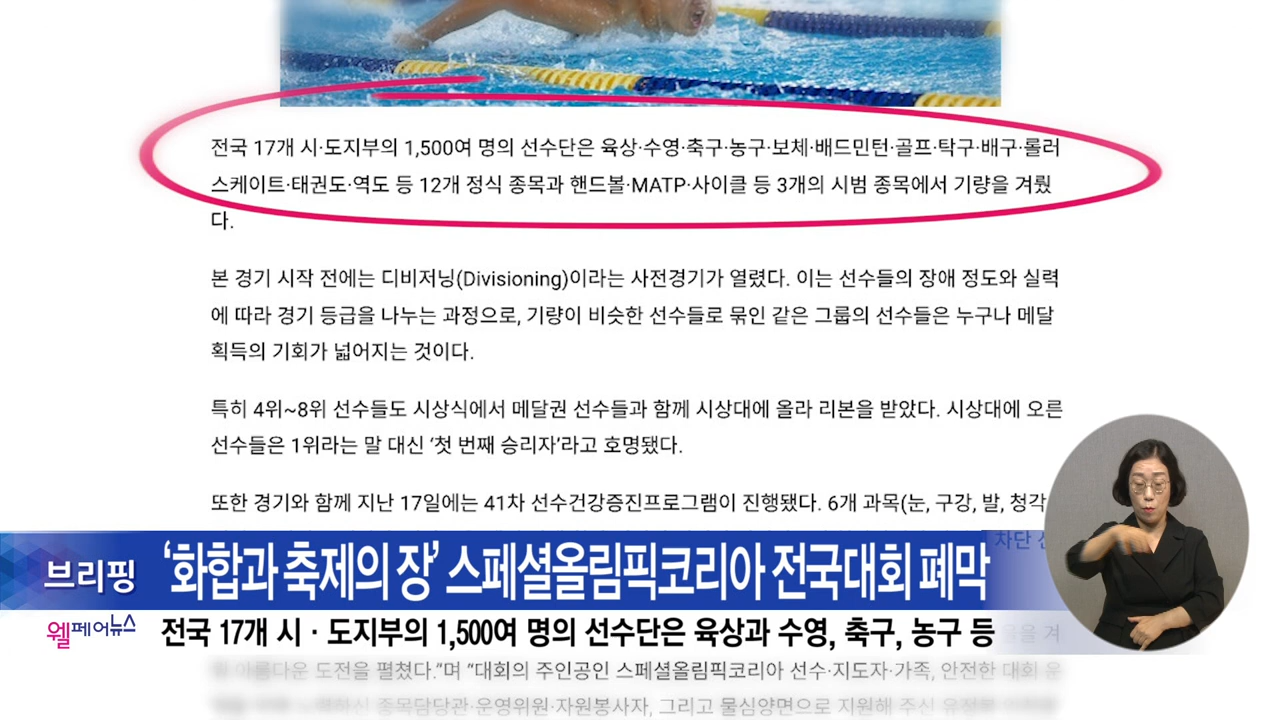 전국 17개 시·도지부의 1,500여 명의 선수단은 육상·수영·축구·농구·보체·배드민턴·골프·탁구·배구·롤러
스케이트·태권도·역도 등 12개 정식 종목과 핸드볼·MATP·사이클 등 3개의 시범 종목에서 기량을 겨뤘
다.
본 경기 시작 전에는 디비저닝(Divisioning)이라는 사전경기가 열렸다. 이는 선수들의 장애 정도와 실력
에 따라 경기 등급을 나누는 과정으로, 기량이 비슷한 선수들로 묶인 같은 그룹의 선수들은 누구나 메달
획득의 기회가 넓어지는 것이다.
특히 4위~8위 선수들도 시상식에서 메달권 선수들과 함께 시상대에 올라 리본을 받았다. 시상대에 오른
선수들은 1위라는 말 대신 ‘첫 번째 승리자’라고 호명됐다.
또한 경기와 함께 지난 17일에는 41차 선수건강증진프로그램이 진행됐다. 6개 과목(눈, 구강, 발, 청각,
차단
브리핑 ‘화합과 축제의 장’ 스페셜올림픽코리아 전국대회 폐막
웰페어뉴스 전국 17개 시·도지부의 1,500여 명의 선수단은 육상과 수영, 축구, 농구 등
아름다운 도전을 펼쳤다.”며 “대회의 주인공인 스페셜올림픽코리아 선수·지도자·가족, 안전한 대회 운
종목담당관·운영위원·자원봉사자, 그리고 물심양면으로 지원해 주신